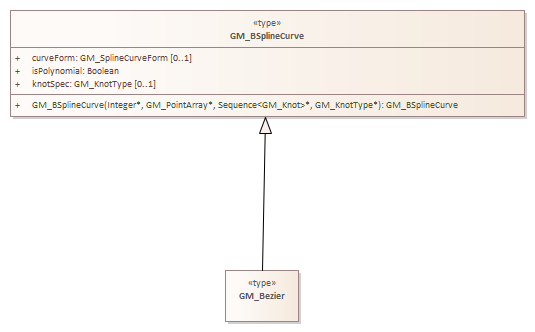 «type»
GM_BSplineCurve
+ curveForm: GM_SplineCurveForm [0..1]
+ isPolynomial: Boolean
+ knotSpec: GM_KnotType [0..1]
+ GM_BSplineCurve(Integer*, GM_PointArray*, Sequence<GM_Knot>*, GM_KnotType*): GM_BSplineCurve
«type»
GM_Bezier